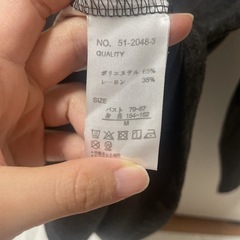 NO. 51-2048-3
QUALITY
ポリエステル 65%
レーヨン 35%
SIZE
バスト 79-87
身長 154-162
M